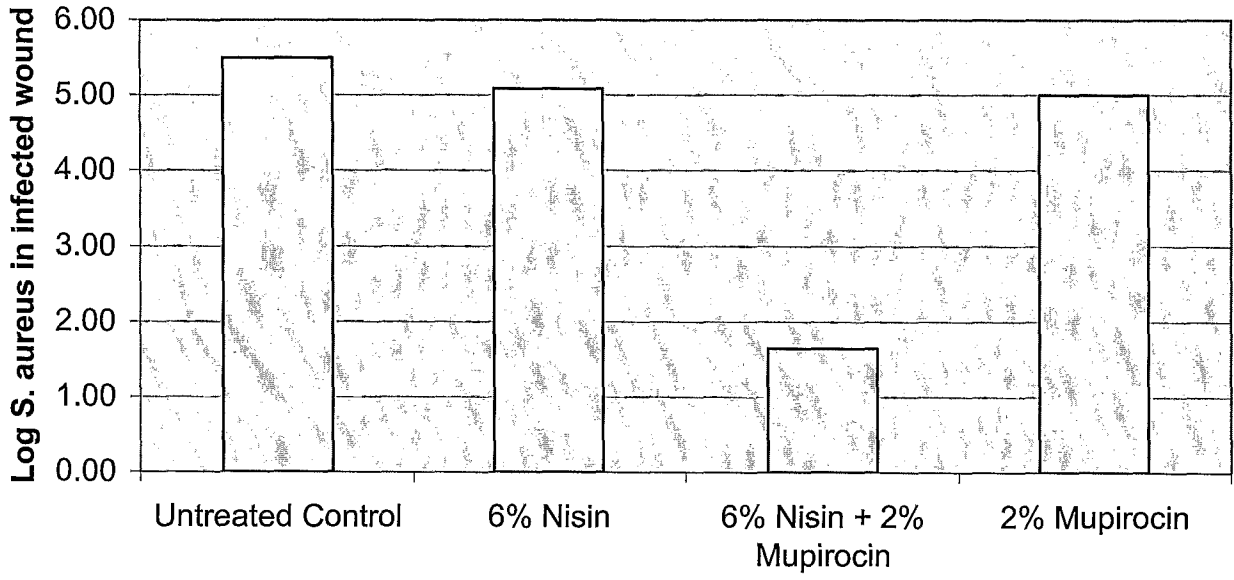 Log S. aureus in infected wound
6.00
5.00
4.00
3.00
2.00
1.00
0.00
Untreated Control
6% Nisin
6% Nisin + 2%
Mupirocin
2% Mupirocin